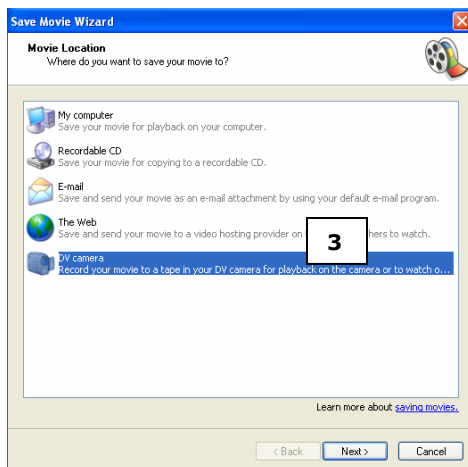 Save Movie Wizard
Movie Location
Where do you want to save your movie to?
My computer
Save your movie for playback on your computer.
Recordable CD
Save your movie for copying to a recordable CD.
E-mail
Save and send your movie as an e-mail attachment by using your default e-mail program.
The Web
Save and send your movie to a video hosting provider on hers to watch.
3
DV camera
Record your movie to a tape in your DV camera for playback on the camera or to watch o...
Learn more about saving movies.
< Back
Next >
Cancel